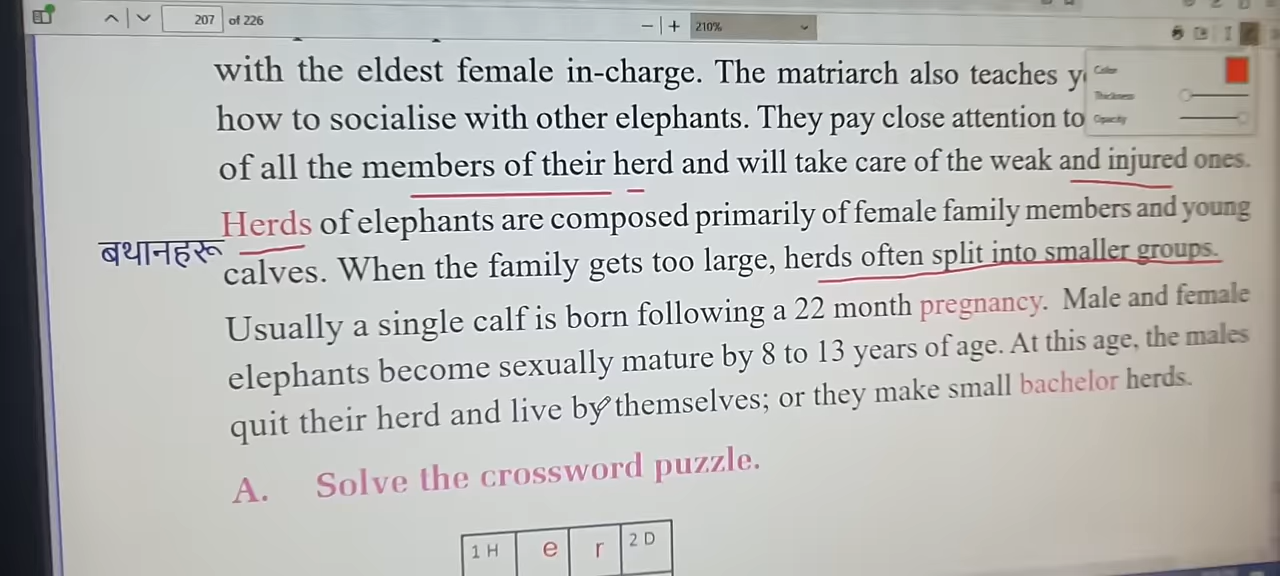 207 of 226
210%
Color
Thickness
Opacity
with the eldest female in-charge. The matriarch also teaches
how to socialise with other elephants. They pay close attention to
of all the members of their herd and will take care of the weak and injured ones.
Herds of elephants are composed primarily of female family members and young
बथानहरू
calves. When the family gets too large, herds often split into smaller groups.
Usually a single calf is born following a 22 month pregnancy. Male and female
elephants become sexually mature by 8 to 13 years of age. At this age, the males
quit their herd and live by themselves; or they make small bachelor herds.
A. Solve the crossword puzzle.
1 H e r 2 D